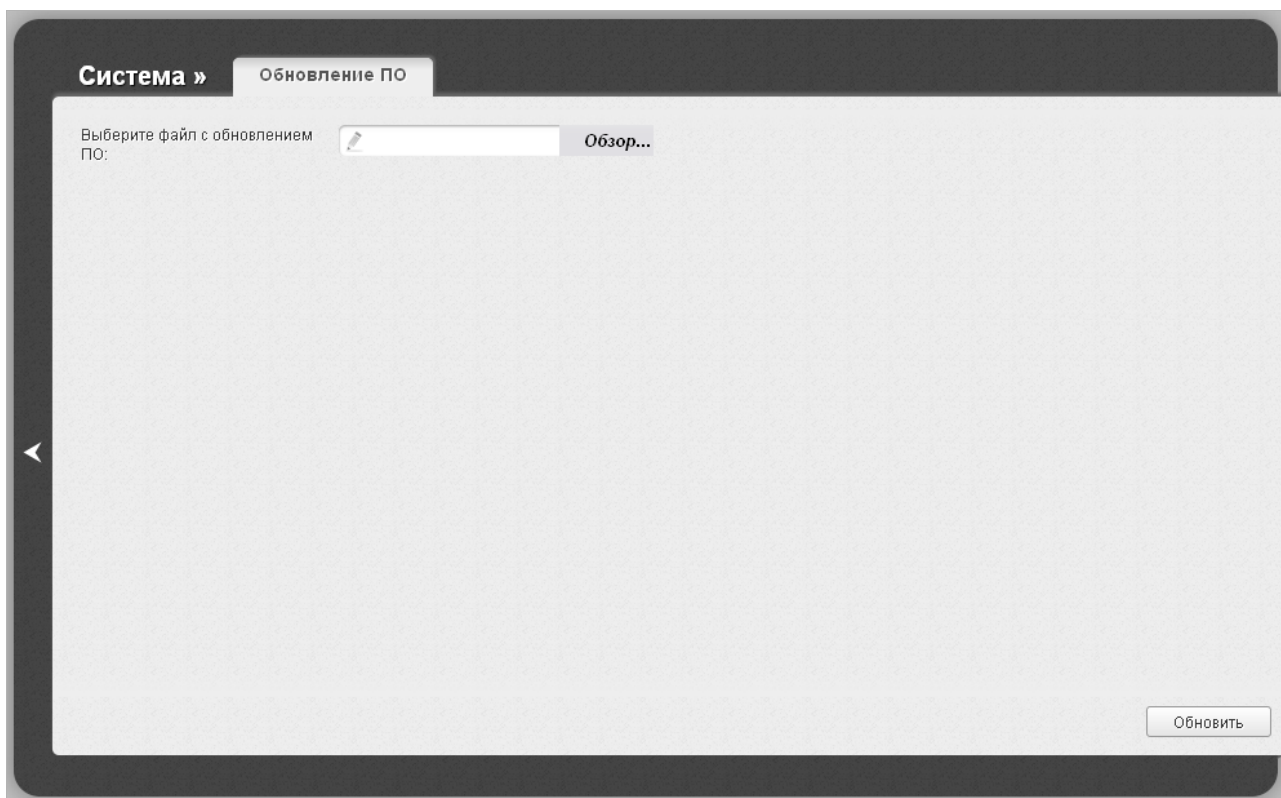 Система »
Обновление ПО
Выберите файл с обновлением
ПО:
Обзор...
Обновить